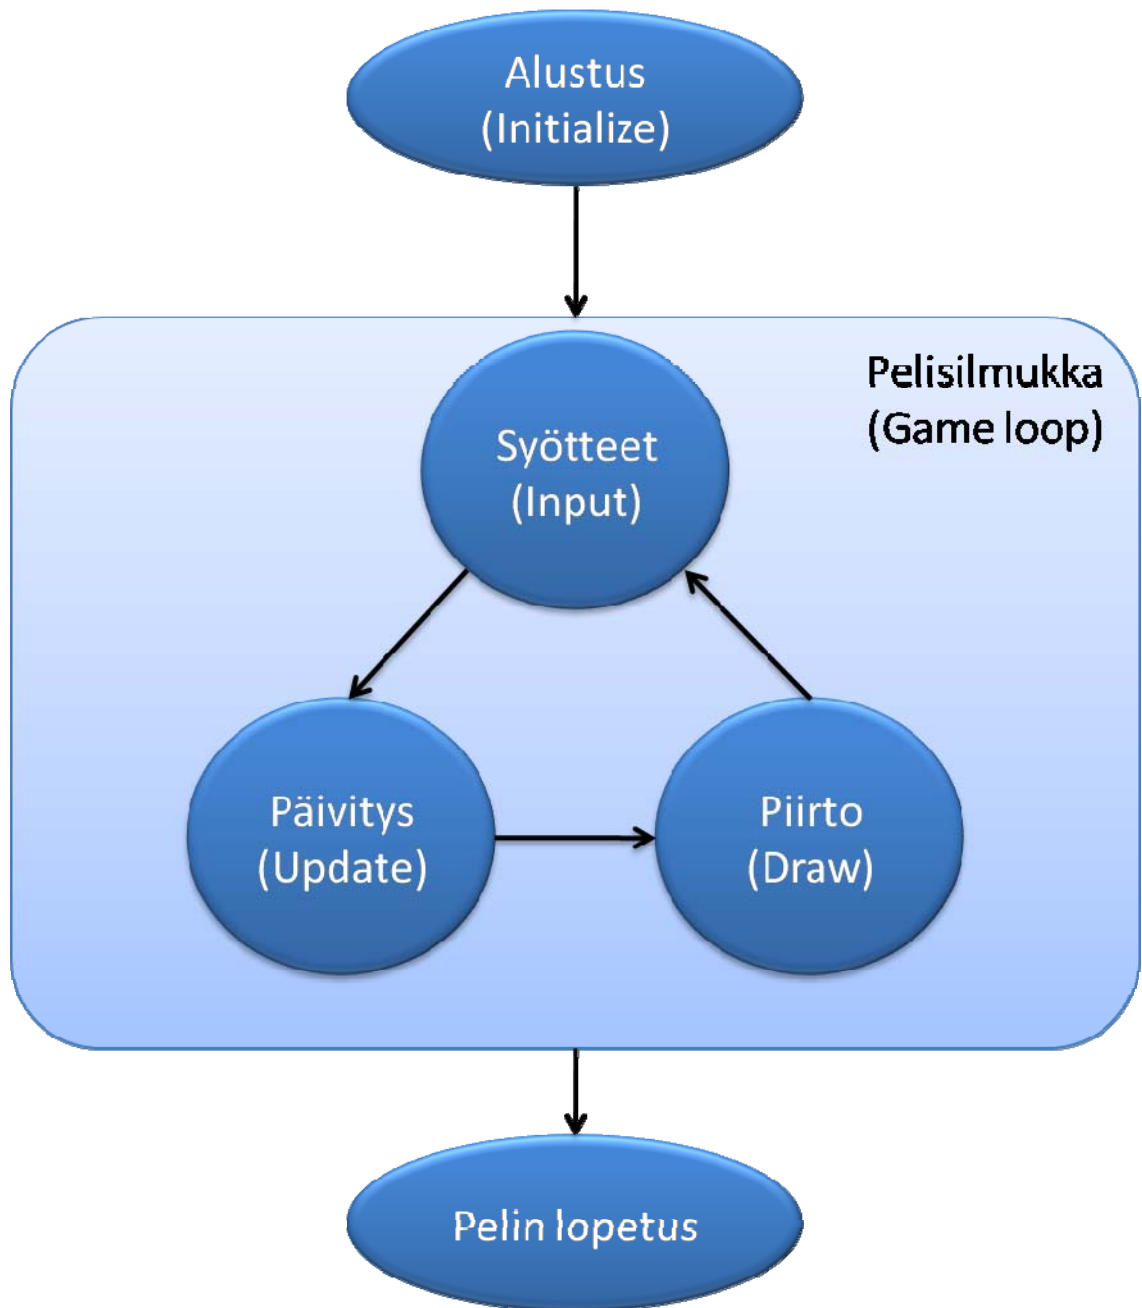 Alustus
(Initialize)
Pelisilmukka
(Game loop)
Syötteet
(Input)
Päivitys
(Update)
Piirto
(Draw)
Pelin lopetus